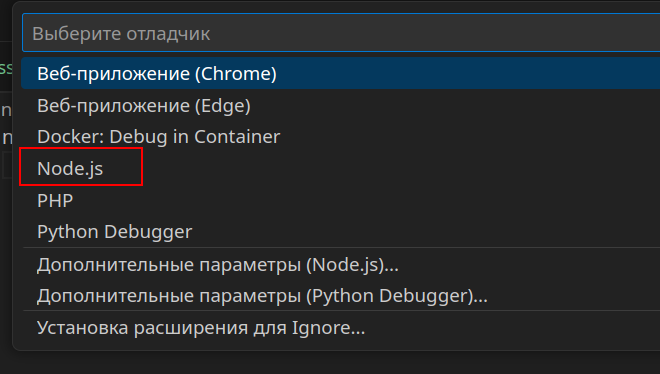 Выберите отладчик
Веб-приложение (Chrome)
Веб-приложение (Edge)
Docker: Debug in Container
Node.js
PHP
Python Debugger
Дополнительные параметры (Node.js)...
Дополнительные параметры (Python Debugger)...
Установка расширения для Ignore...